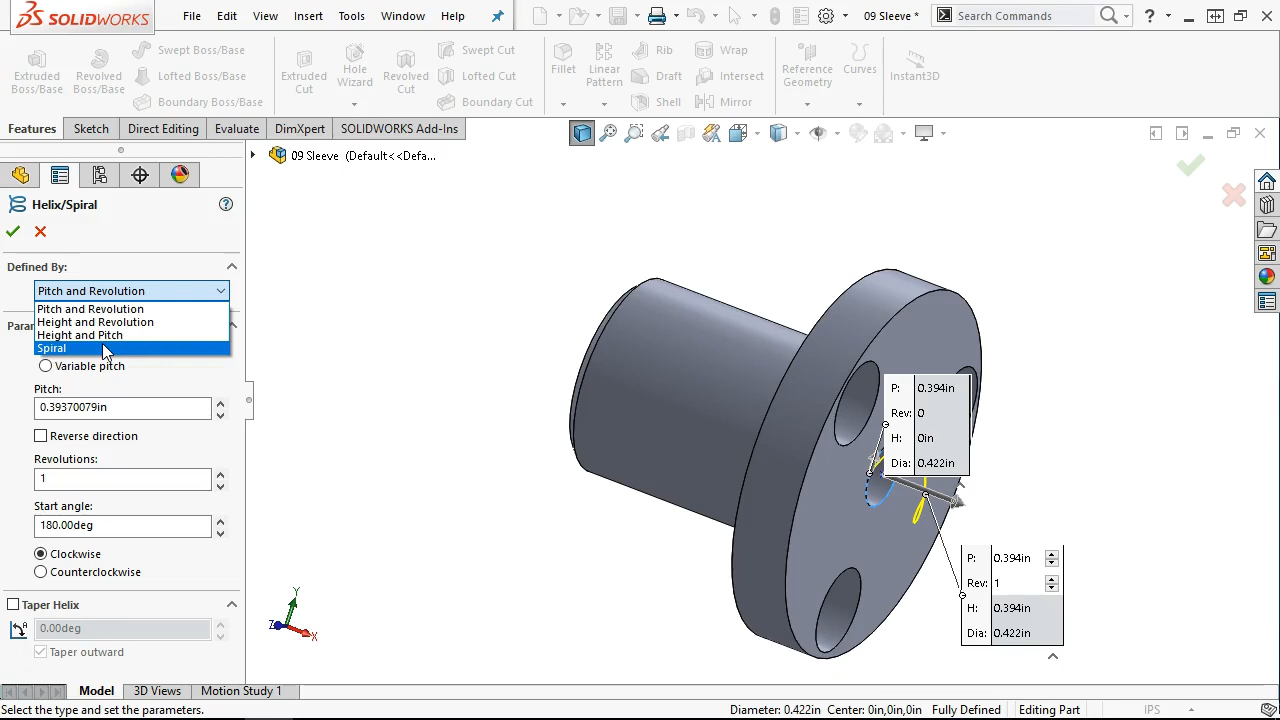 SOLIDWORKS
File
Edit
View
Insert
Tools
Window
Help
09 Sleeve *
Search Commands
?
Extruded Boss/Base
Revolved Boss/Base
Swept Boss/Base
Lofted Boss/Base
Boundary Boss/Base
Extruded Cut
Hole Wizard
Revolved Cut
Swept Cut
Lofted Cut
Boundary Cut
Fillet
Linear Pattern
Rib
Draft
Shell
Wrap
Intersect
Mirror
Reference Geometry
Curves
Instant3D
Features
Sketch
Direct Editing
Evaluate
DimXpert
SOLIDWORKS Add-Ins
09 Sleeve (Default<<Defa...
Helix/Spiral
Defined By:
Pitch and Revolution
Pitch and Revolution
Height and Revolution
Height and Pitch
Spiral
Para
Variable pitch
Pitch:
0.39370079in
Reverse direction
Revolutions:
1
Start angle:
180.00deg
Clockwise
Counterclockwise
Taper Helix
0.00deg
Taper outward
P: 0.394in
Rev: 0
H: 0in
Dia: 0.422in
P: 0.394in
Rev: 1
H: 0.394in
Dia: 0.422in
Y
Z
X
Model
3D Views
Motion Study 1
Select the type and set the parameters.
Diameter: 0.422in Center: 0in,0in,0in
Fully Defined
Editing Part
IPS